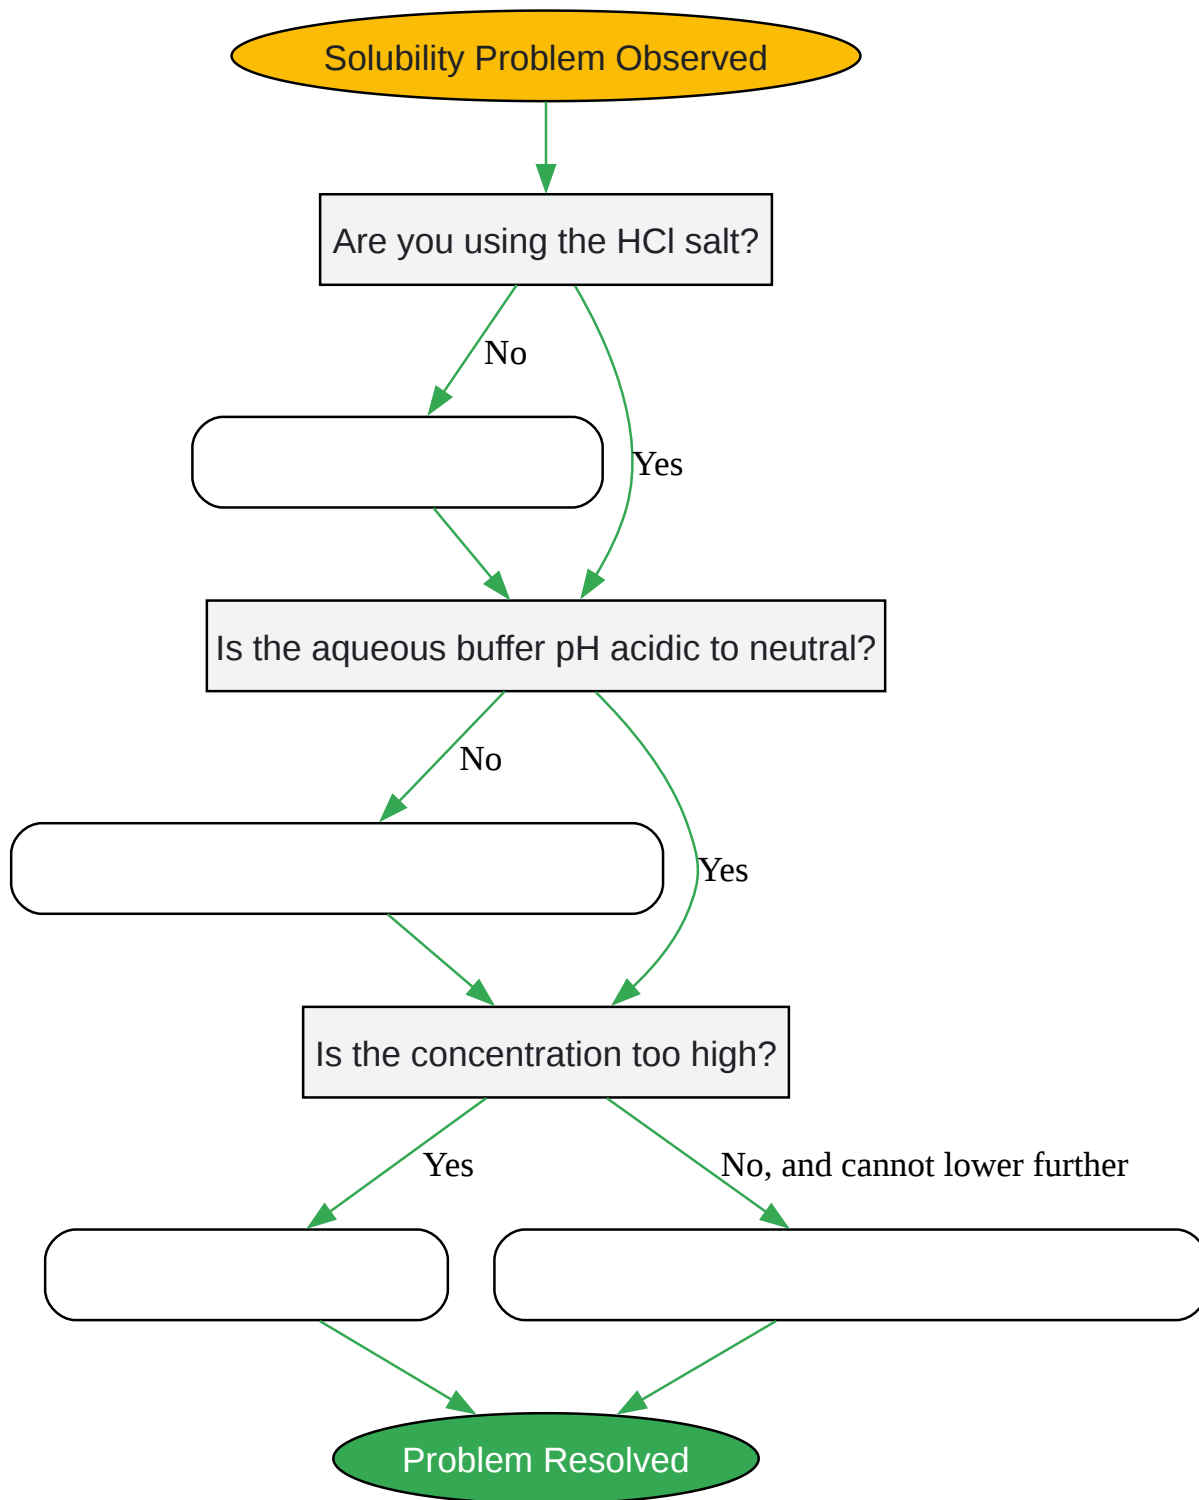 Solubility Problem Observed
Are you using the HCl salt?
No
Yes
Is the aqueous buffer pH acidic to neutral?
No
Yes
Is the concentration too high?
Yes
No, and cannot lower further
Problem Resolved